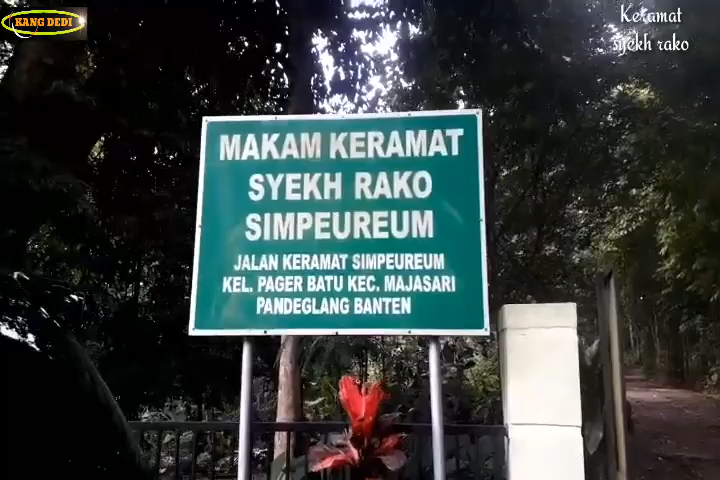 KANG DEDI
Keramat
syekh rako
MAKAM KERAMAT
SYEKH RAKO
SIMPEUREUM
JALAN KERAMAT SIMPEUREUM
KEL. PAGER BATU KEC. MAJASARI
PANDEGLANG BANTEN